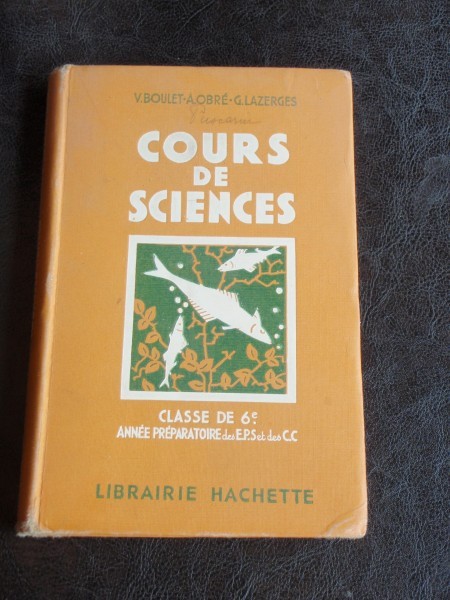 V. BOULET - A. OBRÉ - G. LAZERGES
COURS
DE
SCIENCES
CLASSE DE 6e
ANNÉE PRÉPARATOIRE des E.P.S et des C.C
LIBRAIRIE HACHETTE